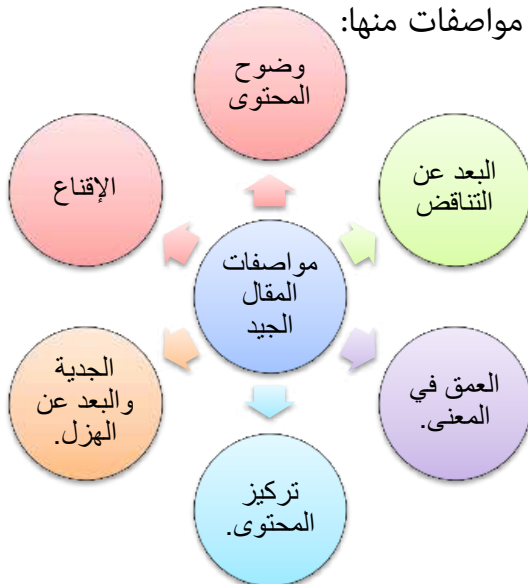 مواصفات منها:
وضوح
المحتوى
البعد عن
التناقض
العمق في
المعنى.
تركيز
المحتوى.
الجدية
والبعد عن
الهزل.
الإقناع
مواصفات
المقال
الجيد